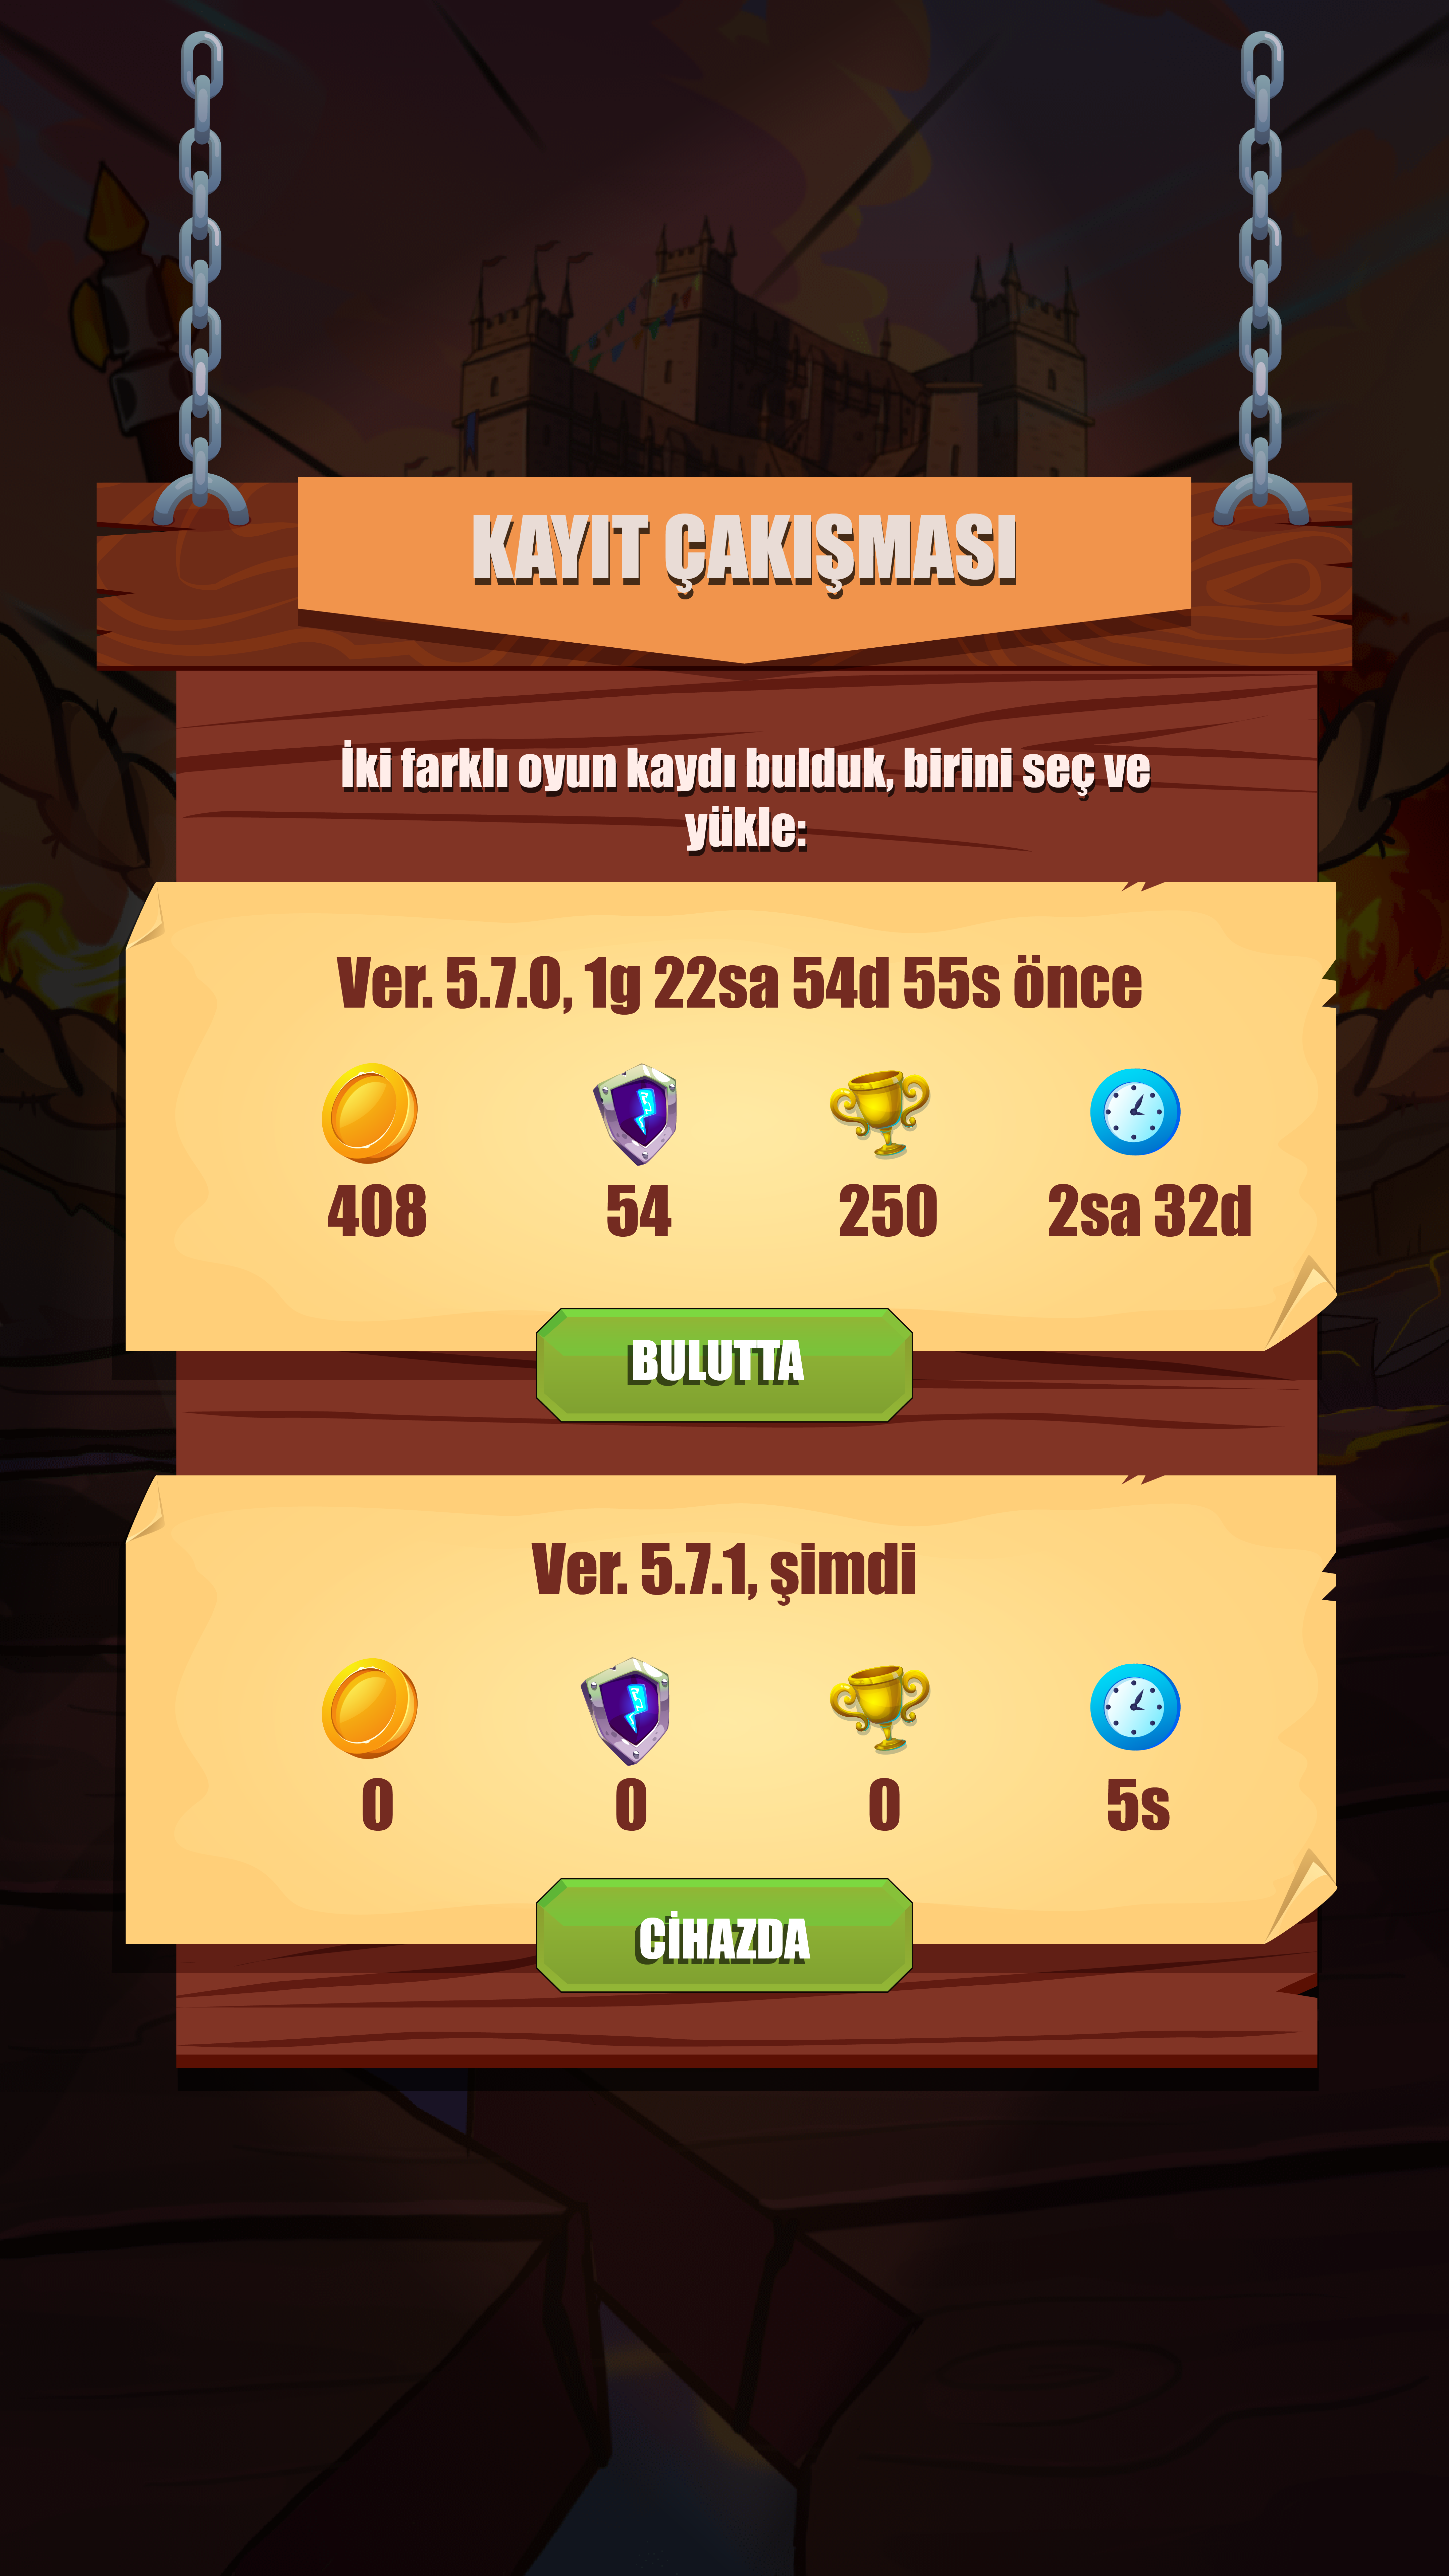 KAYIT ÇAKIŞMASI
İki farklı oyun kaydı bulduk, birini seç ve
yükle:
Ver. 5.7.0, 1g 22sa 54d 55s önce
408 54 250 2sa 32d
BULUTTA
Ver. 5.7.1, şimdi
0 0 0 5s
CİHAZDA